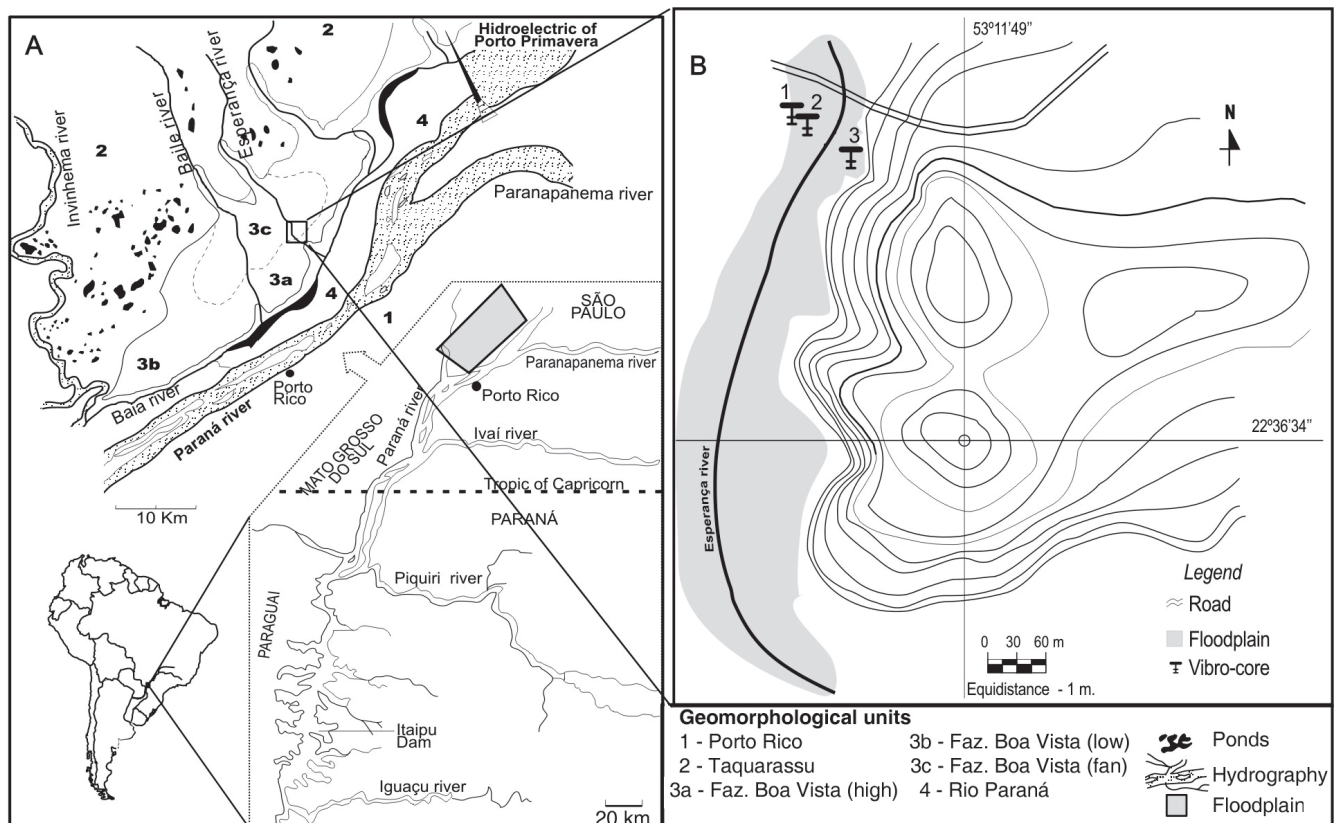 A
2
Hidroelectric of
Porto Primavera
Esperança river
Baile river
Invinhema river
2
4
Paranapanema river
3c
3a
4
1
3b
Baia river
Porto
Rico
Paraná river
10 Km
SÃO
PAULO
Paranapanema river
Porto Rico
MATO GROSSO
DO SUL
Paraná river
Ivaí river
Tropic of Capricorn
PARANÁ
PARAGUAI
Piquiri river
Itaipu
Dam
Iguaçu river
20 km
B
53º11'49"
1
2
3
N
22º36'34"
Esperança river
Legend
Road
Floodplain
Vibro-core
0 30 60 m
Equidistance - 1 m.
Geomorphological units
1 - Porto Rico
2 - Taquarassu
3a - Faz. Boa Vista (high)
3b - Faz. Boa Vista (low)
3c - Faz. Boa Vista (fan)
4 - Rio Paraná
Ponds
Hydrography
Floodplain